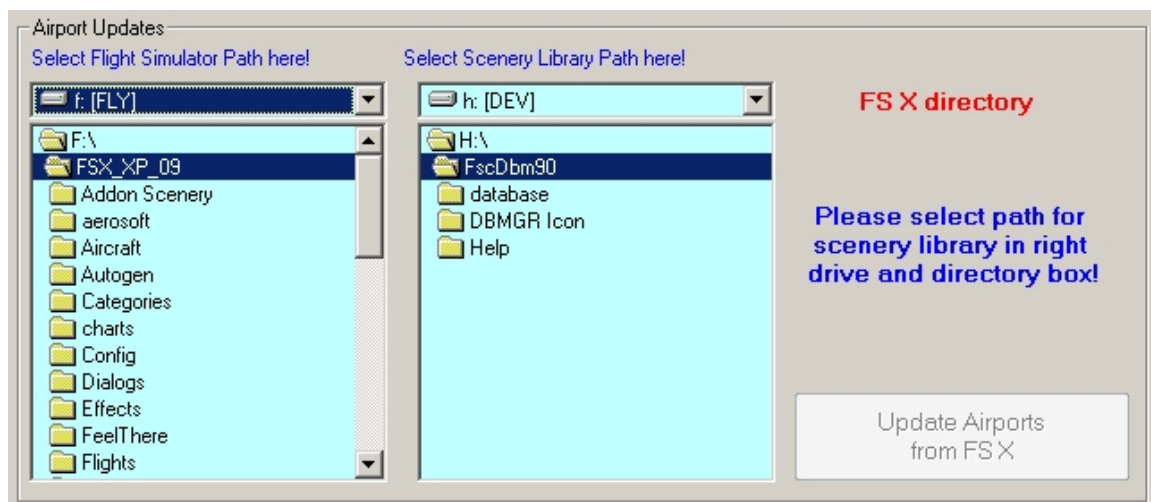 Airport Updates
Select Flight Simulator Path here!
Select Scenery Library Path here!
f: [FLY]
h: [DEV]
F:\
FSX_XP_09
Addon Scenery
aerosoft
Aircraft
Autogen
Categories
charts
Config
Dialogs
Effects
FeelThere
Flights
H:\
FscDbm90
database
DBMGR Icon
Help
FS X directory
Please select path for
scenery library in right
drive and directory box!
Update Airports
from FS X